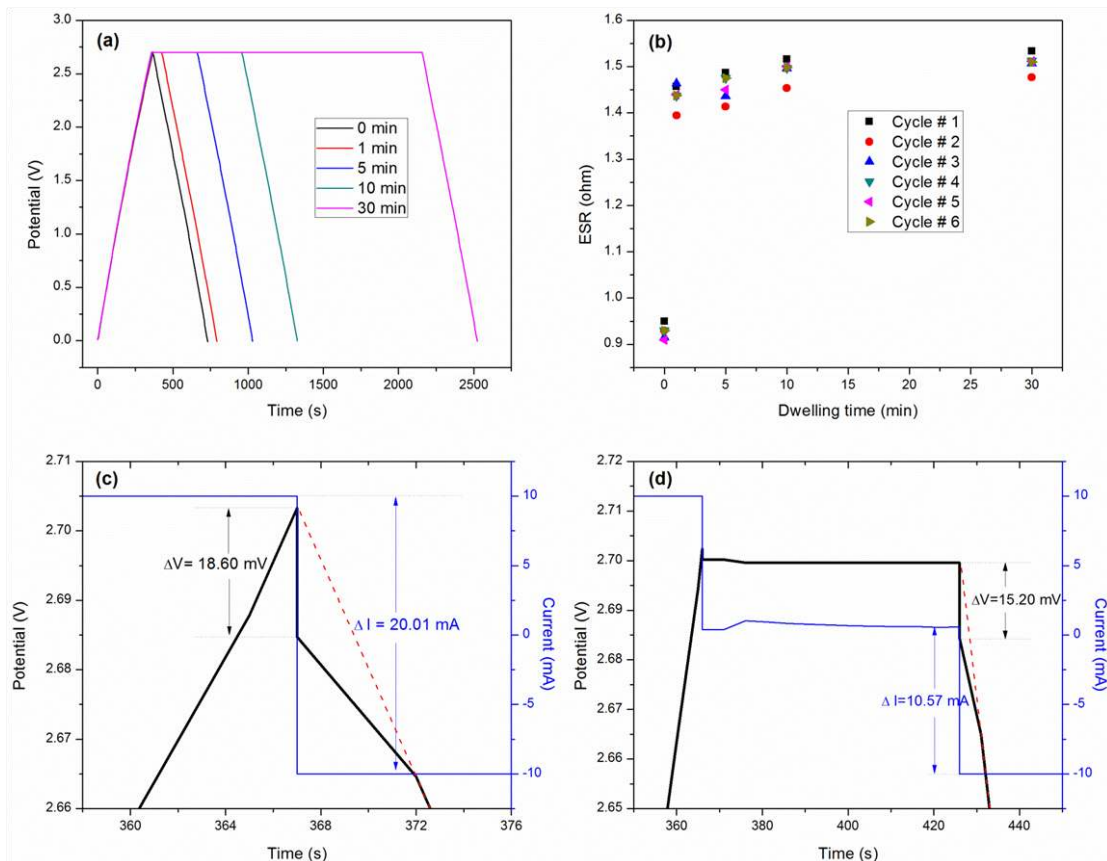 (a)
3.0
2.5
2.0
1.5
1.0
0.5
0.0
Potential (V)
0 min
1 min
5 min
10 min
30 min
0 500 1000 1500 2000 2500
Time (s)
(b)
1.6
1.5
1.4
1.3
1.2
1.1
1.0
0.9
ESR (ohm)
Cycle # 1
Cycle # 2
Cycle # 3
Cycle # 4
Cycle # 5
Cycle # 6
0 5 10 15 20 25 30
Dwelling time (min)
(c)
2.71
2.70
2.69
2.68
2.67
2.66
Potential (V)
ΔV= 18.60 mV
Δ I = 20.01 mA
10
5
0
-5
-10
Current (mA)
360 364 368 372 376
Time (s)
(d)
2.72
2.71
2.70
2.69
2.68
2.67
2.66
2.65
Potential (V)
ΔV=15.20 mV
Δ I=10.57 mA
10
5
0
-5
-10
Current (mA)
360 380 400 420 440
Time (s)